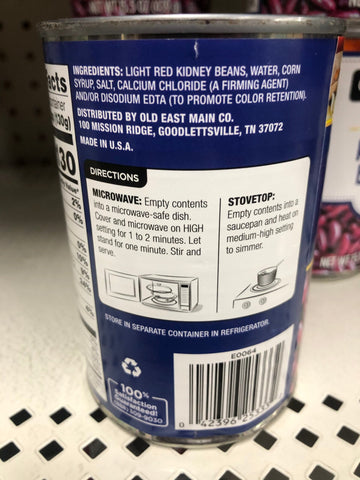 INGREDIENTS: LIGHT RED KIDNEY BEANS, WATER, CORN
SYRUP, SALT, CALCIUM CHLORIDE (A FIRMING AGENT)
AND/OR DISODIUM EDTA (TO PROMOTE COLOR RETENTION).
DISTRIBUTED BY OLD EAST MAIN CO.
100 MISSION RIDGE, GOODLETTSVILLE, TN 37072
MADE IN U.S.A.
DIRECTIONS
MICROWAVE: Empty contents
into a microwave-safe dish.
Cover and microwave on HIGH
setting for 1 to 2 minutes. Let
stand for one minute. Stir and
serve.
STOVETOP:
Empty contents into a
saucepan and heat on
medium-high setting
to simmer.
STORE IN SEPARATE CONTAINER IN REFRIGERATOR.
100%
Satisfaction
Guaranteed!
E0064
0 42396